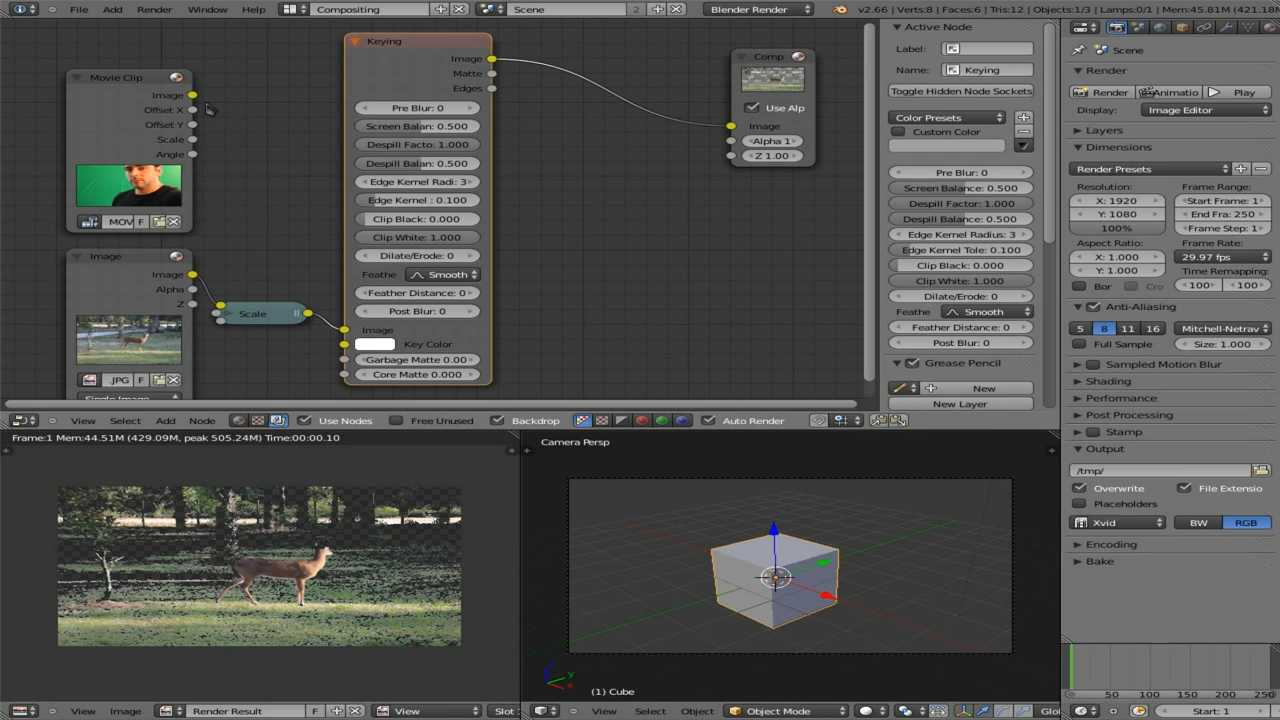 File Add Render Window Help Compositing Scene 2 Blender Render v2.66 | Verts:8 | Faces:6 | Tris:12 | Objects:1/3 | Lamps:0/1 | Mem:45.81M (421.18M
Movie Clip
Image
Offset X
Offset Y
Scale
Angle
MOV F
Image
Image
Alpha
Z
.JPG F
Single Image
Scale
Keying
Image
Matte
Edges
Pre Blur: 0
Screen Balan: 0.500
Despill Facto: 1.000
Despill Balan: 0.500
Edge Kernel Radi: 3
Edge Kernel : 0.100
Clip Black: 0.000
Clip White: 1.000
Dilate/Erode: 0
Feathe Smooth
Feather Distance: 0
Post Blur: 0
Image
Key Color
Garbage Matte 0.00
Core Matte 0.000
Comp
Use Alp
Image
Alpha 1
Z 1.00
Active Node
Label:
Name: Keying
Toggle Hidden Node Sockets
Color Presets
Custom Color
Pre Blur: 0
Screen Balance: 0.500
Despill Factor: 1.000
Despill Balance: 0.500
Edge Kernel Radius: 3
Edge Kernel Tole: 0.100
Clip Black: 0.000
Clip White: 1.000
Dilate/Erode: 0
Feathe Smooth
Feather Distance: 0
Post Blur: 0
Grease Pencil
New
New Layer
View Select Add Node Use Nodes Free Unused Backdrop Auto Render
Scene
Render
Render Animatio Play
Display: Image Editor
Layers
Dimensions
Render Presets
Resolution: Frame Range:
X: 1920 Start Frame: 1
Y: 1080 End Fra: 250
100% Frame Step: 1
Aspect Ratio: Frame Rate:
X: 1.000 29.97 fps
Y: 1.000 Time Remapping:
Bor Cro 100 100
Anti-Aliasing
5 8 11 16 Mitchell-Netrav
Full Sample Size: 1.000
Sampled Motion Blur
Shading
Performance
Post Processing
Stamp
Output
/tmp/
Overwrite File Extensio
Placeholders
Xvid BW RGB
Encoding
Bake
Frame:1 Mem:44.51M (429.09M, peak 505.24M) Time:00:00.10
Camera Persp
(1) Cube
z
y
x
50 100 150 200 250
View Image Render Result F View Slot
View Select Object Object Mode Glo
Start: 1